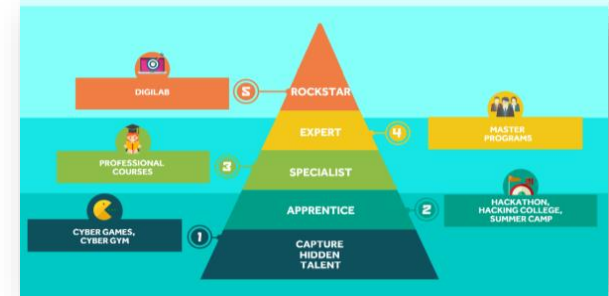 DIGILAB
5
ROCKSTAR
EXPERT
4
MASTER
PROGRAMS
PROFESSIONAL
COURSES
3
SPECIALIST
APPRENTICE
2
HACKATHON,
HACKING COLLEGE,
SUMMER CAMP
CYBER GAMES,
CYBER GYM
1
CAPTURE
HIDDEN
TALENT